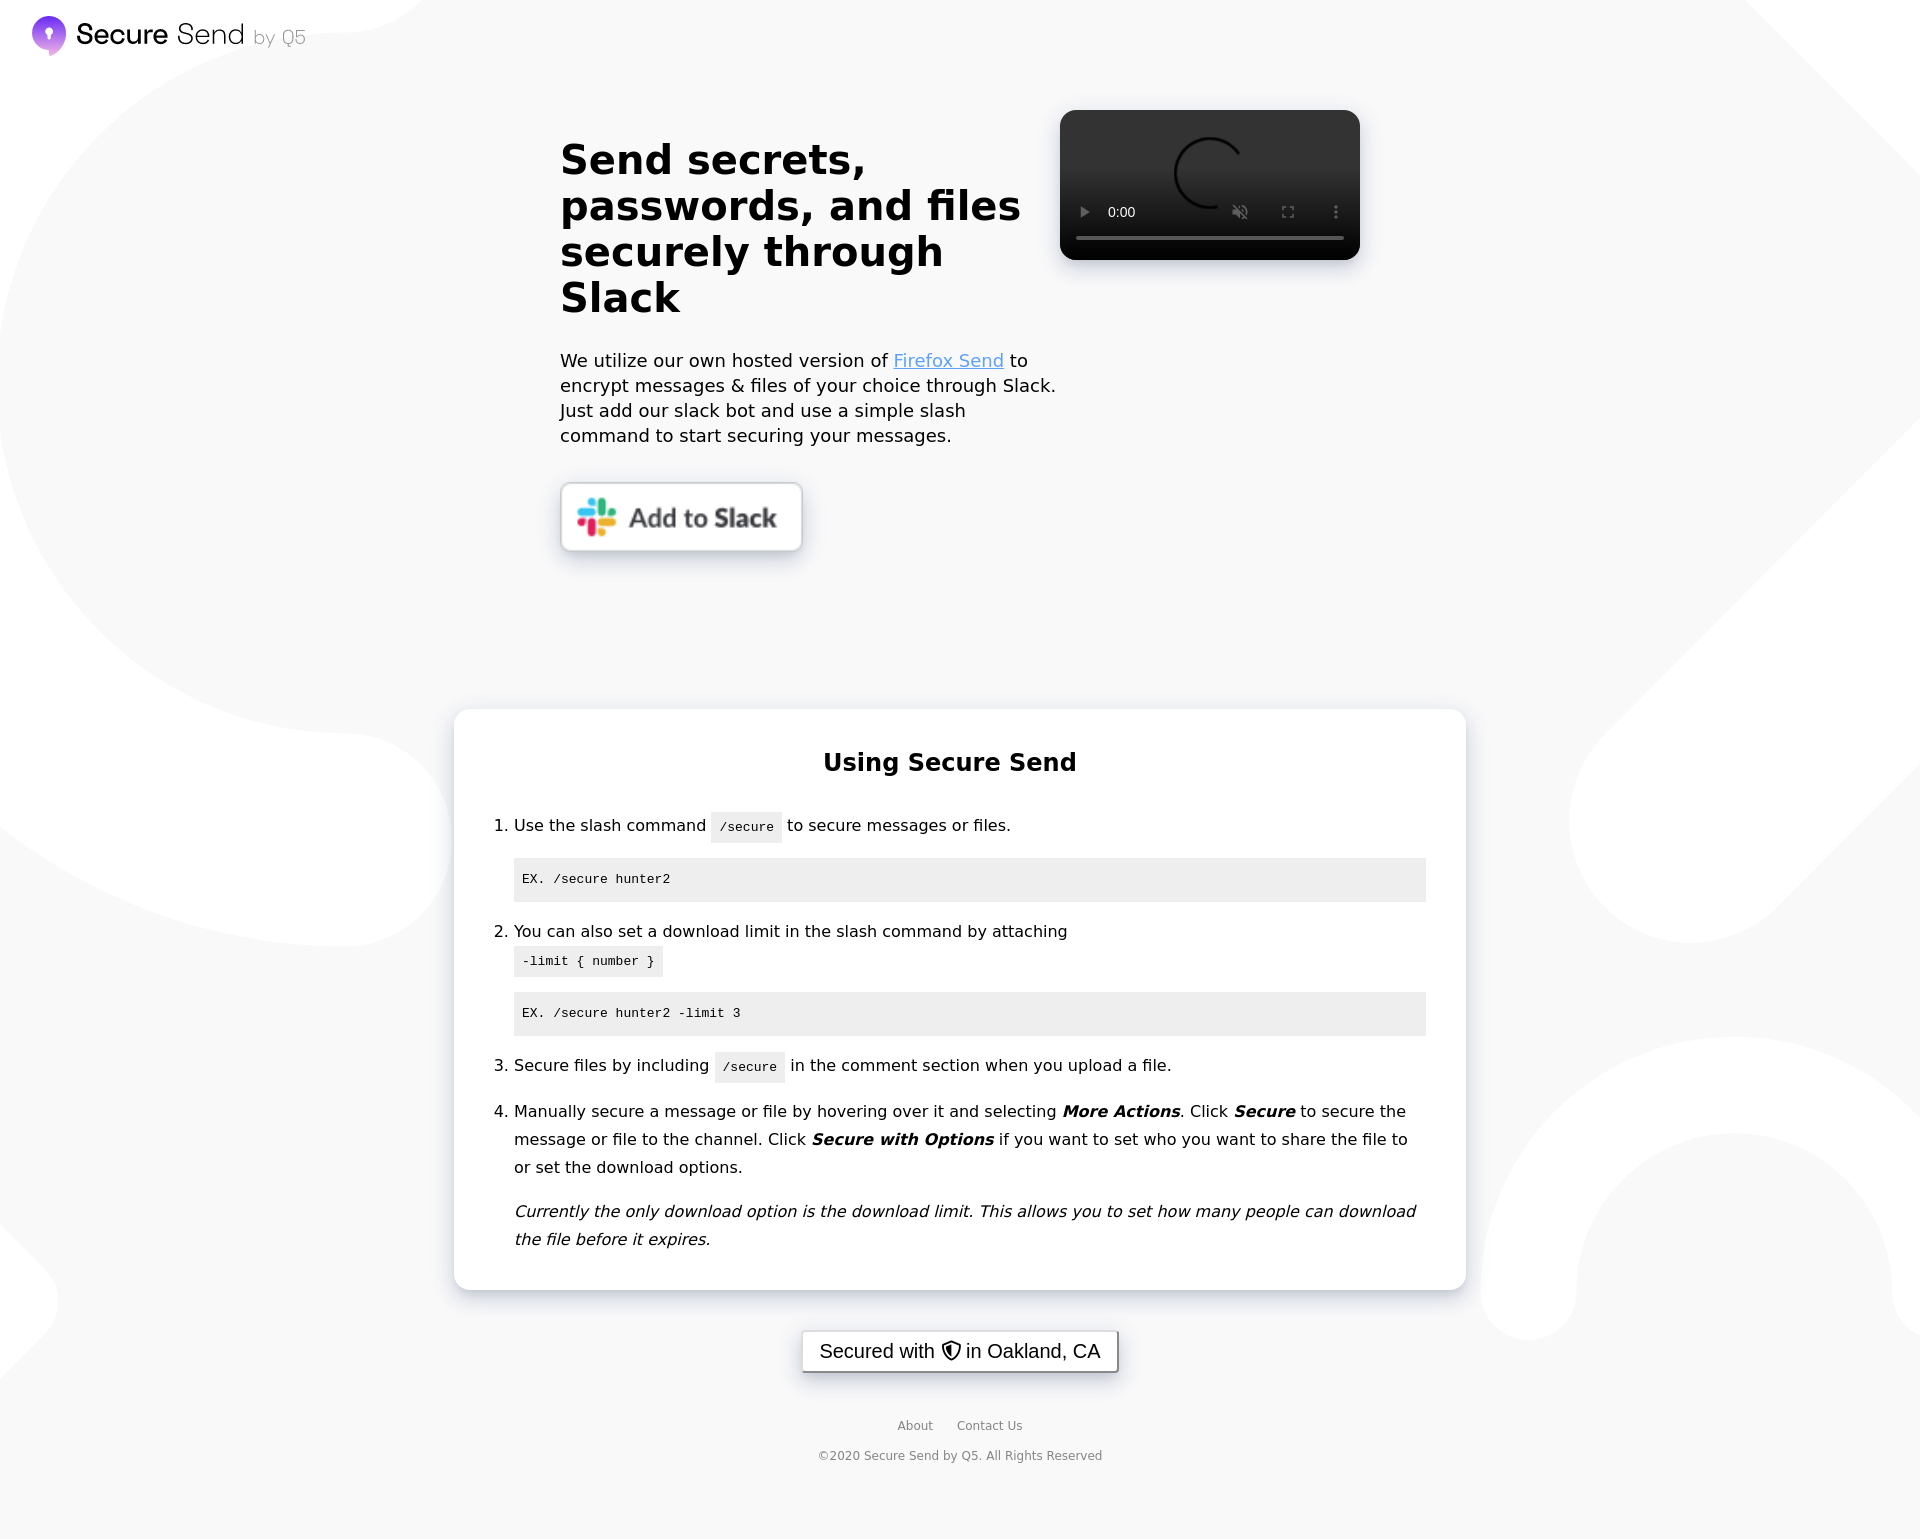 Secure Send by Q5
Send secrets,
passwords, and files
securely through
Slack
0:00
We utilize our own hosted version of Firefox Send to
encrypt messages & files of your choice through Slack.
Just add our slack bot and use a simple slash
command to start securing your messages.
Add to Slack
Using Secure Send
1. Use the slash command /secure to secure messages or files.
EX. /secure hunter2
2. You can also set a download limit in the slash command by attaching
-limit { number }
EX. /secure hunter2 -limit 3
3. Secure files by including /secure in the comment section when you upload a file.
4. Manually secure a message or file by hovering over it and selecting More Actions. Click Secure to secure the
message or file to the channel. Click Secure with Options if you want to set who you want to share the file to
or set the download options.
Currently the only download option is the download limit. This allows you to set how many people can download
the file before it expires.
Secured with in Oakland, CA
About Contact Us
©2020 Secure Send by Q5. All Rights Reserved